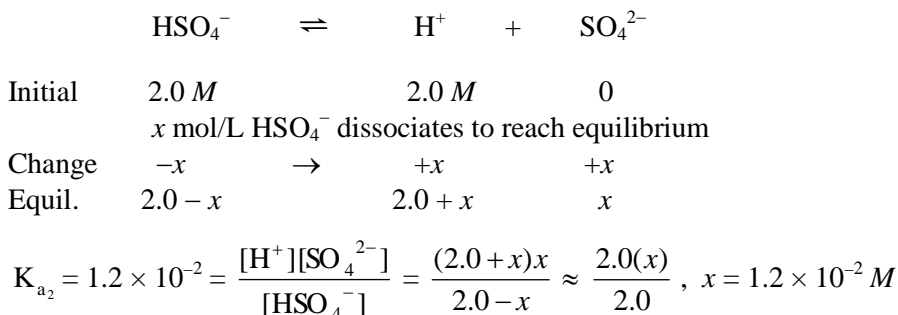 HSO₄⁻ ⇌ H⁺ + SO₄²⁻
Initial 2.0 M 2.0 M 0
x mol/L HSO₄⁻ dissociates to reach equilibrium
Change −x → +x +x
Equil. 2.0 − x 2.0 + x x
Kₐ₂ = 1.2 × 10⁻² = [H⁺][SO₄²⁻] / [HSO₄⁻] = (2.0 + x)x / 2.0 − x ≈ 2.0(x) / 2.0 , x = 1.2 × 10⁻² M